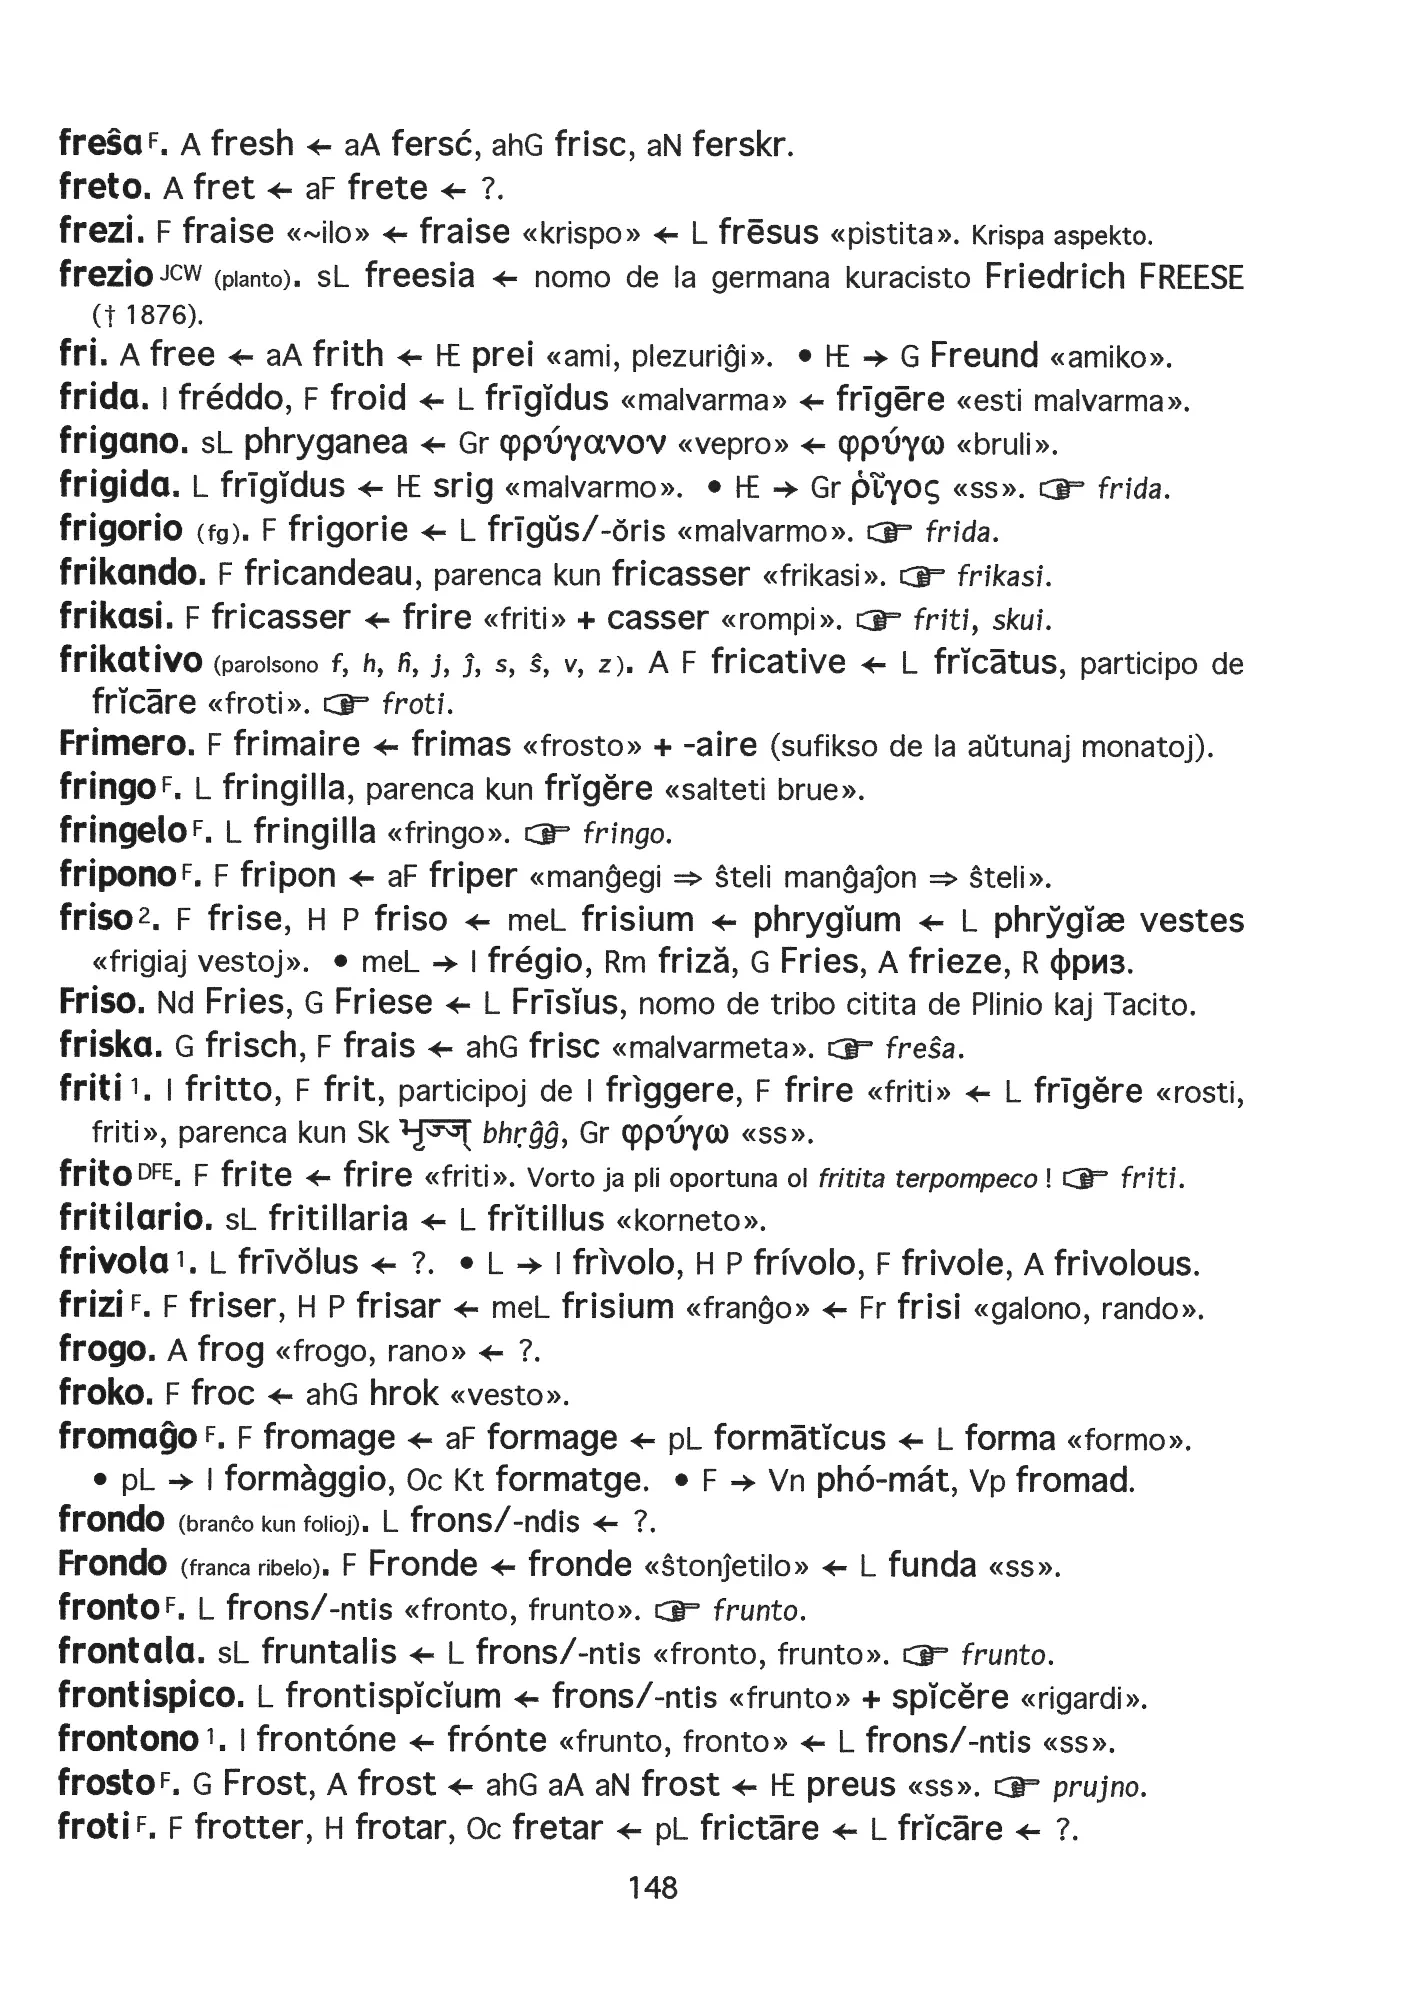 freŝa F. A fresh ← aA fersć, ahG frisc, aN ferskr.
freto. A fret ← aF frete ← ?.
frezi. F fraise «~ilo» ← fraise «krispo» ← L frēsus «pistita». Krispa aspekto.
frezio JCW (planto). sL freesia ← nomo de la germana kuracisto Friedrich FREESE
(† 1876).
fri. A free ← aA frith ← IE prei «ami, plezuriĝi». • IE → G Freund «amiko».
frida. I fréddo, F froid ← L frīgĭdus «malvarma» ← frīgēre «esti malvarma».
frigano. sL phryganea ← Gr φρύγανον «vepro» ← φρύγω «bruli».
frigida. L frīgĭdus ← IE srig «malvarmo». • IE → Gr ῥῖγος «ss». ☞ frida.
frigorio (fg). F frigorie ← L frīgŭs/-ŏris «malvarmo». ☞ frida.
frikando. F fricandeau, parenca kun fricasser «frikasi». ☞ frikasi.
frikasi. F fricasser ← frire «friti» + casser «rompi». ☞ friti, skui.
frikativo (parolsono f, h, ĥ, j, ĵ, s, ŝ, v, z). A F fricative ← L frĭcātus, participo de
frĭcāre «froti». ☞ froti.
Frimero. F frimaire ← frimas «frosto» + -aire (sufikso de la aŭtunaj monatoj).
fringo F. L fringilla, parenca kun frĭgĕre «salteti brue».
fringelo F. L fringilla «fringo». ☞ fringo.
fripono F. F fripon ← aF friper «manĝegi ⇒ ŝteli manĝaĵon ⇒ ŝteli».
friso 2. F frise, H P friso ← meL frisium ← phrygĭum ← L phry̆gĭæ vestes
«frigiaj vestoj». • meL → I frégio, Rm friză, G Fries, A frieze, R фриз.
Friso. Nd Fries, G Friese ← L Frīsĭus, nomo de tribo citita de Plinio kaj Tacito.
friska. G frisch, F frais ← ahG frisc «malvarmeta». ☞ freŝa.
friti 1. I fritto, F frit, participoj de I frìggere, F frire «friti» ← L frīgĕre «rosti,
friti», parenca kun Sk भृज्ज् bhṛĝĝ, Gr φρύγω «ss».
frito DFE. F frite ← frire «friti». Vorto ja pli oportuna ol fritita terpompeco ! ☞ friti.
fritilario. sL fritillaria ← L frĭtillus «korneto».
frivola 1. L frīvŏlus ← ?. • L → I frìvolo, H P frívolo, F frivole, A frivolous.
frizi F. F friser, H P frisar ← meL frisium «franĝo» ← Fr frisi «galono, rando».
frogo. A frog «frogo, rano» ← ?.
froko. F froc ← ahG hrok «vesto».
fromaĝo F. F fromage ← aF formage ← pL formātĭcus ← L forma «formo».
• pL → I formàggio, Oc Kt formatge. • F → Vn phó-mát, Vp fromad.
frondo (branĉo kun folioj). L frons/-ndis ← ?.
Frondo (franca ribelo). F Fronde ← fronde «ŝtonĵetilo» ← L funda «ss».
fronto F. L frons/-ntis «fronto, frunto». ☞ frunto.
frontala. sL fruntalis ← L frons/-ntis «fronto, frunto». ☞ frunto.
frontispico. L frontispĭcĭum ← frons/-ntis «frunto» + spĭcĕre «rigardi».
frontono 1. I frontóne ← frónte «frunto, fronto» ← L frons/-ntis «ss».
frosto F. G Frost, A frost ← ahG aA aN frost ← IE preus «ss». ☞ prujno.
froti F. F frotter, H frotar, Oc fretar ← pL frictāre ← L frĭcāre ← ?.
148